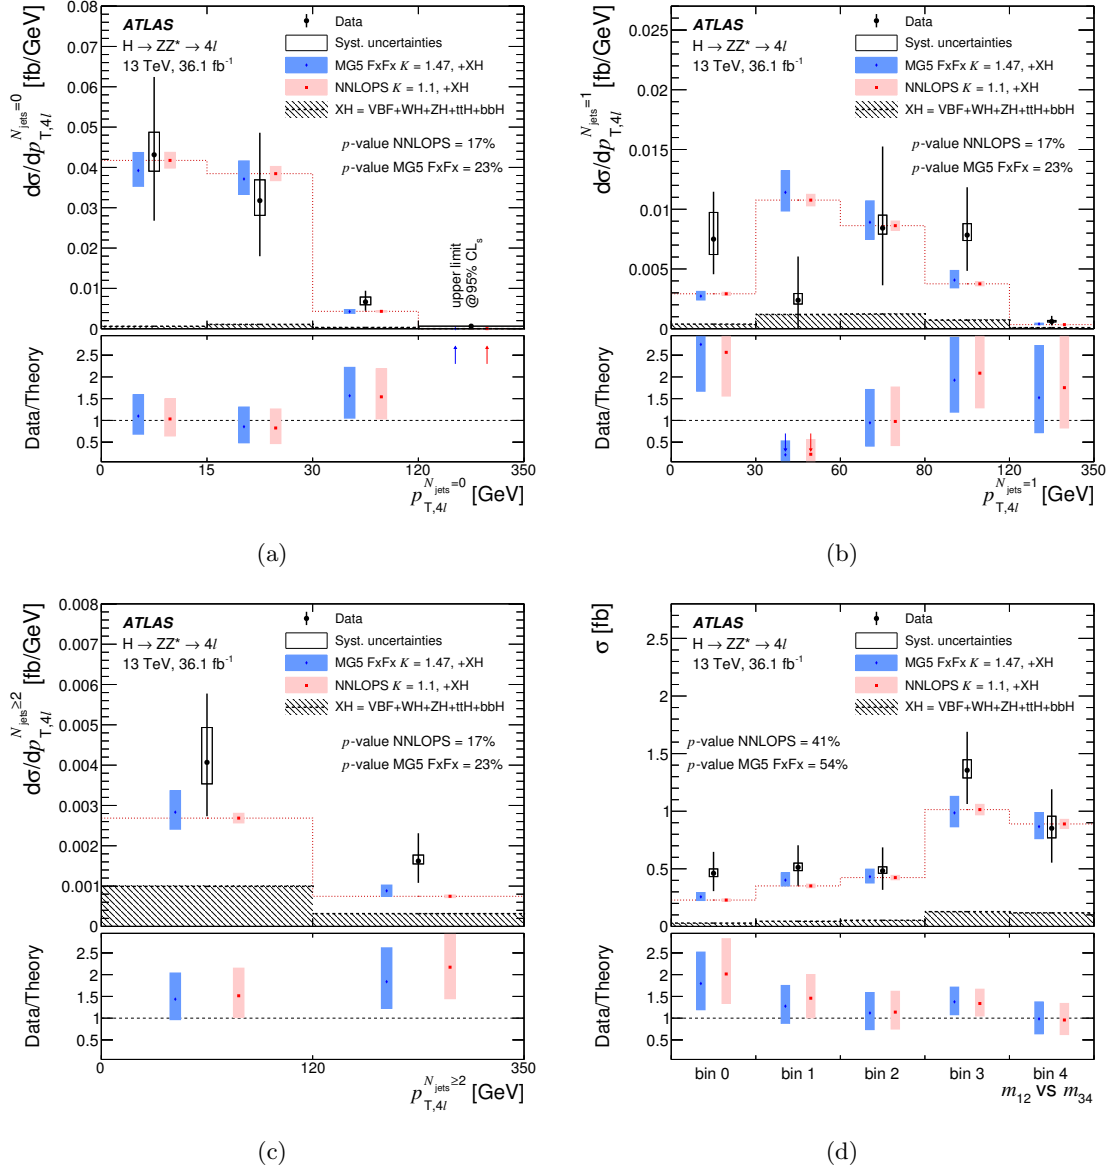 ATLAS
H → ZZ* → 4l
13 TeV, 36.1 fb⁻¹
Data
Syst. uncertainties
MG5 FxFx K = 1.47, +XH
NNLOPS K = 1.1, +XH
XH = VBF+WH+ZH+ttH+bbH
p-value NNLOPS = 17%
p-value MG5 FxFx = 23%
upper limit
@95% CLs
dσ/dp_{T,4l}^{N_jets=0} [fb/GeV]
0.08
0.07
0.06
0.05
0.04
0.03
0.02
0.01
0
Data/Theory
2.5
2
1.5
1
0.5
0 15 30 120 350
p_{T,4l}^{N_jets=0} [GeV]
(a)
ATLAS
H → ZZ* → 4l
13 TeV, 36.1 fb⁻¹
Data
Syst. uncertainties
MG5 FxFx K = 1.47, +XH
NNLOPS K = 1.1, +XH
XH = VBF+WH+ZH+ttH+bbH
p-value NNLOPS = 17%
p-value MG5 FxFx = 23%
dσ/dp_{T,4l}^{N_jets=1} [fb/GeV]
0.025
0.02
0.015
0.01
0.005
0
Data/Theory
2.5
2
1.5
1
0.5
0 30 60 80 120 350
p_{T,4l}^{N_jets=1} [GeV]
(b)
ATLAS
H → ZZ* → 4l
13 TeV, 36.1 fb⁻¹
Data
Syst. uncertainties
MG5 FxFx K = 1.47, +XH
NNLOPS K = 1.1, +XH
XH = VBF+WH+ZH+ttH+bbH
p-value NNLOPS = 17%
p-value MG5 FxFx = 23%
dσ/dp_{T,4l}^{N_jets≥2} [fb/GeV]
0.008
0.007
0.006
0.005
0.004
0.003
0.002
0.001
0
Data/Theory
2.5
2
1.5
1
0.5
0 120 350
p_{T,4l}^{N_jets≥2} [GeV]
(c)
ATLAS
H → ZZ* → 4l
13 TeV, 36.1 fb⁻¹
Data
Syst. uncertainties
MG5 FxFx K = 1.47, +XH
NNLOPS K = 1.1, +XH
XH = VBF+WH+ZH+ttH+bbH
p-value NNLOPS = 41%
p-value MG5 FxFx = 54%
σ [fb]
2.5
2
1.5
1
0.5
0
Data/Theory
2.5
2
1.5
1
0.5
bin 0 bin 1 bin 2 bin 3 bin 4
m₁₂ vs m₃₄
(d)